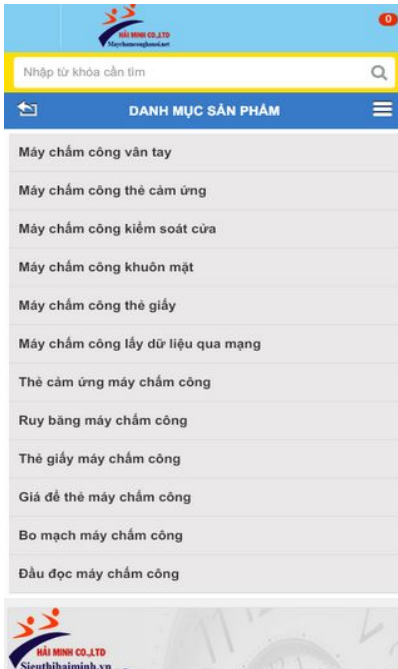 0
HẢI MINH CO.,LTD
Maychamconghanoi.net
Nhập từ khóa cần tìm
DANH MỤC SẢN PHẨM
Máy chấm công vân tay
Máy chấm công thẻ cảm ứng
Máy chấm công kiểm soát cửa
Máy chấm công khuôn mặt
Máy chấm công thẻ giấy
Máy chấm công lấy dữ liệu qua mạng
Thẻ cảm ứng máy chấm công
Ruy băng máy chấm công
Thẻ giấy máy chấm công
Giá để thẻ máy chấm công
Bo mạch máy chấm công
Đầu đọc máy chấm công
HẢI MINH CO.,LTD
Sieuthihaiminh.vn